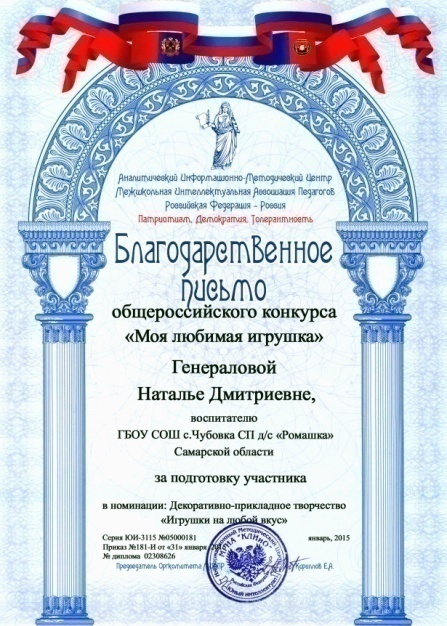 Аналитический Информационно-Методический Центр
Межшкольная Интеллектуальная Ассоциация Педагогов
Российская Федерация - Россия
Патриотизм, Демократия, Толерантность
Благодарственное
письмо
общероссийского конкурса
«Моя любимая игрушка»
Генераловой
Наталье Дмитриевне,
воспитателю
ГБОУ СОШ с.Чубовка СП д/с «Ромашка»
Самарской области
за подготовку участника
в номинации: Декоративно-прикладное творчество
«Игрушки на любой вкус»
Серия ЮИ-3115 №05000181
январь, 2015
Приказ №181-И от «31» января
№ диплома 02308626
Председатель Оргкомитета Кириллов Е.А.
"КЛИО"